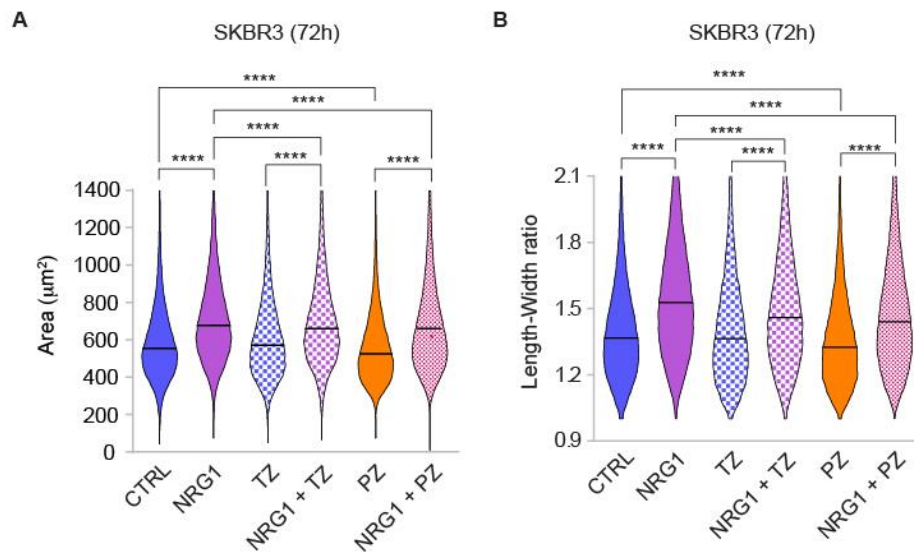 A
SKBR3 (72h)
****
****
****
**** **** ****
Area (μm²)
1400
1200
1000
800
600
400
200
0
CTRL
NRG1
TZ
NRG1 + TZ
PZ
NRG1 + PZ
B
SKBR3 (72h)
****
****
****
**** **** ****
Length-Width ratio
2.1
1.8
1.5
1.2
0.9
CTRL
NRG1
TZ
NRG1 + TZ
PZ
NRG1 + PZ